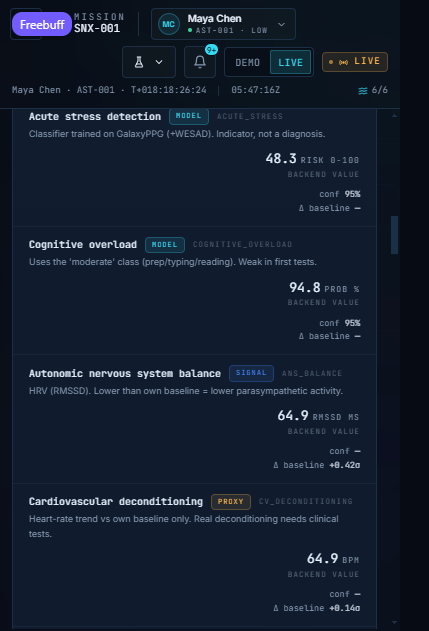 Freebuff
MISSION
SNX-001
MC
Maya Chen
AST-001 · LOW
9+
DEMO
LIVE
LIVE
Maya Chen · AST-001 · T+018:18:26:24
05:47:16Z
6/6
Acute stress detection MODEL ACUTE_STRESS
Classifier trained on GalaxyPPG (+WESAD). Indicator, not a diagnosis.
48.3 RISK 0-100
BACKEND VALUE
conf 95%
Δ baseline —
Cognitive overload MODEL COGNITIVE_OVERLOAD
Uses the 'moderate' class (prep/typing/reading). Weak in first tests.
94.8 PROB %
BACKEND VALUE
conf 95%
Δ baseline —
Autonomic nervous system balance SIGNAL ANS_BALANCE
HRV (RMSSD). Lower than own baseline = lower parasympathetic activity.
64.9 RMSSD MS
BACKEND VALUE
conf —
Δ baseline +0.42σ
Cardiovascular deconditioning PROXY CV_DECONDITIONING
Heart-rate trend vs own baseline only. Real deconditioning needs clinical
tests.
64.9 BPM
BACKEND VALUE
conf —
Δ baseline +0.14σ